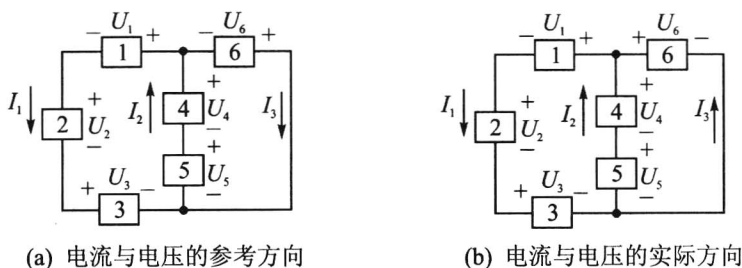 − U₁ + − U₆ +
1 6
I₁ + 2 U₂ −
I₂ + 4 U₄ −
I₃
+ 5 U₅ −
+ U₃ −
3
(a) 电流与电压的参考方向
− U₁ + + U₆ −
1 6
I₁ + 2 U₂ −
I₂ + 4 U₄ −
I₃
+ 5 U₅ −
+ U₃ −
3
(b) 电流与电压的实际方向